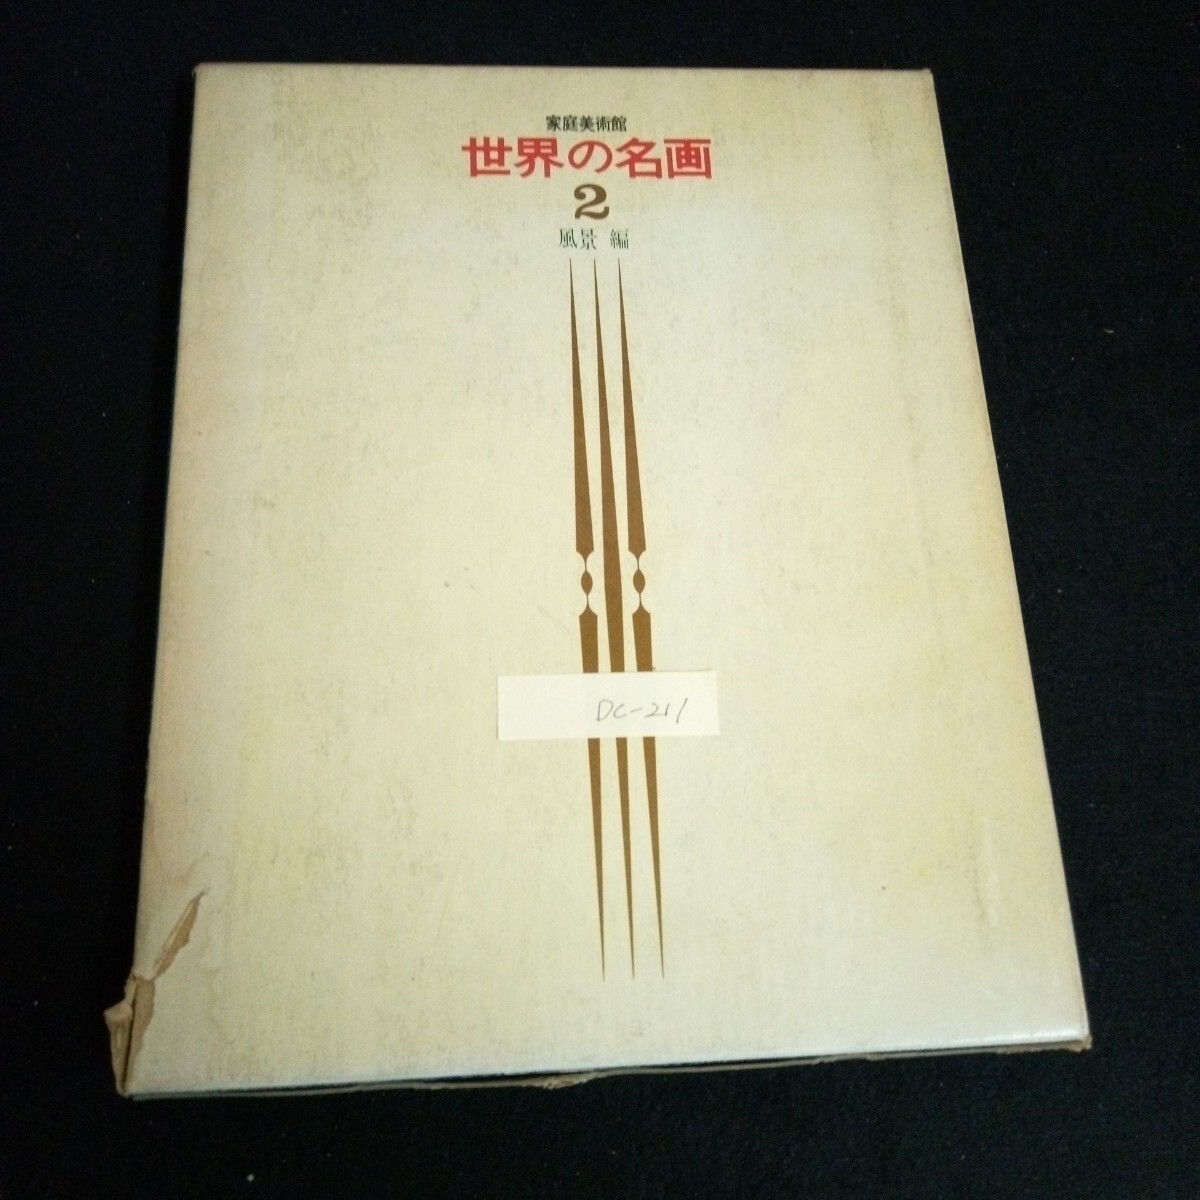 家庭美術館
世界の名画
2
風景 編
DC-211